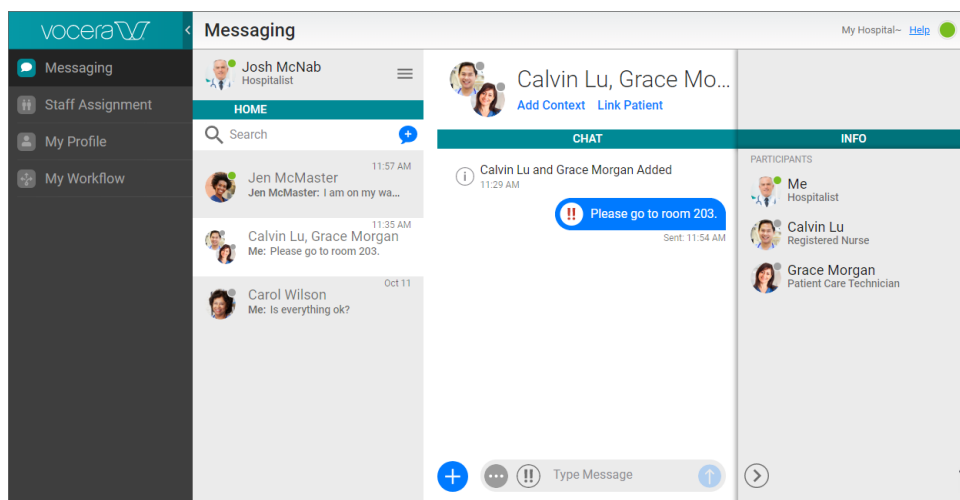 vocera
Messaging
My Hospital~ Help
Messaging
Staff Assignment
My Profile
My Workflow
Josh McNab
Hospitalist
HOME
Search
11:57 AM
Jen McMaster
Jen McMaster: I am on my wa...
11:35 AM
Calvin Lu, Grace Morgan
Me: Please go to room 203.
Oct 11
Carol Wilson
Me: Is everything ok?
Calvin Lu, Grace Mo...
Add Context Link Patient
CHAT
Calvin Lu and Grace Morgan Added
11:29 AM
!! Please go to room 203.
Sent: 11:54 AM
!! Type Message
INFO
PARTICIPANTS
Me
Hospitalist
Calvin Lu
Registered Nurse
Grace Morgan
Patient Care Technician